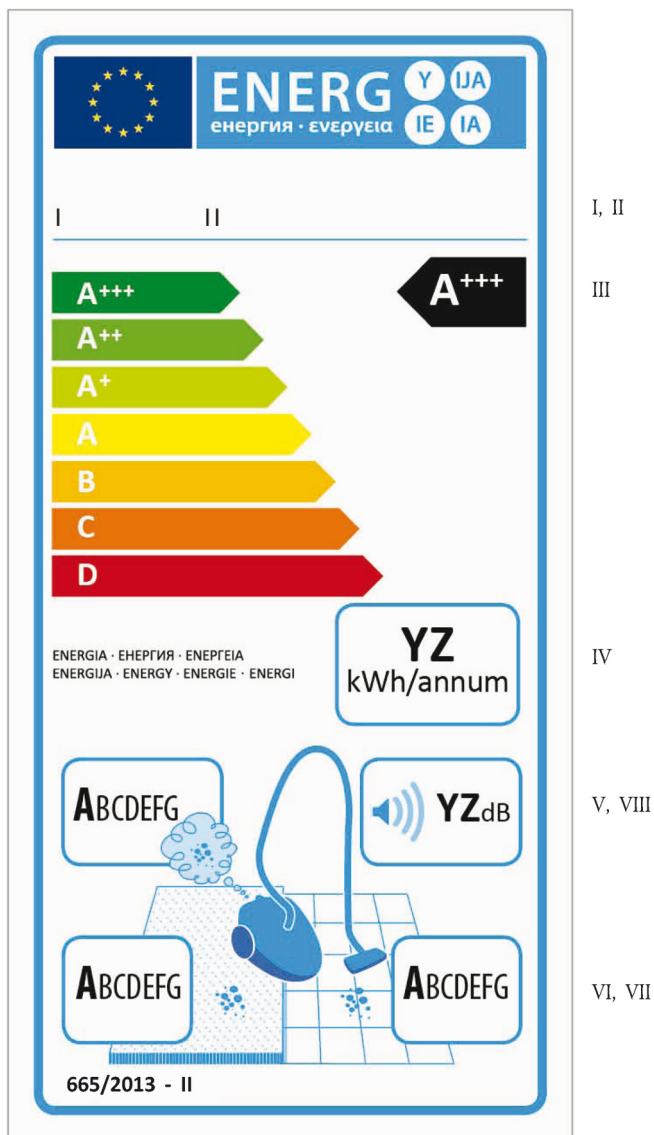 ENERG Y IJA
енергия · ενεργεια IE IA
I II
I, II
A+++ A+++
III
A++
A+
A
B
C
D
YZ
kWh/annum
IV
ENERGIA · ЕНЕРГИЯ · ΕΝΕΡΓΕΙΑ
ENERGIJA · ENERGY · ENERGIE · ENERGI
ABCDEFG
YZdB
V, VIII
ABCDEFG
ABCDEFG
VI, VII
665/2013 - II